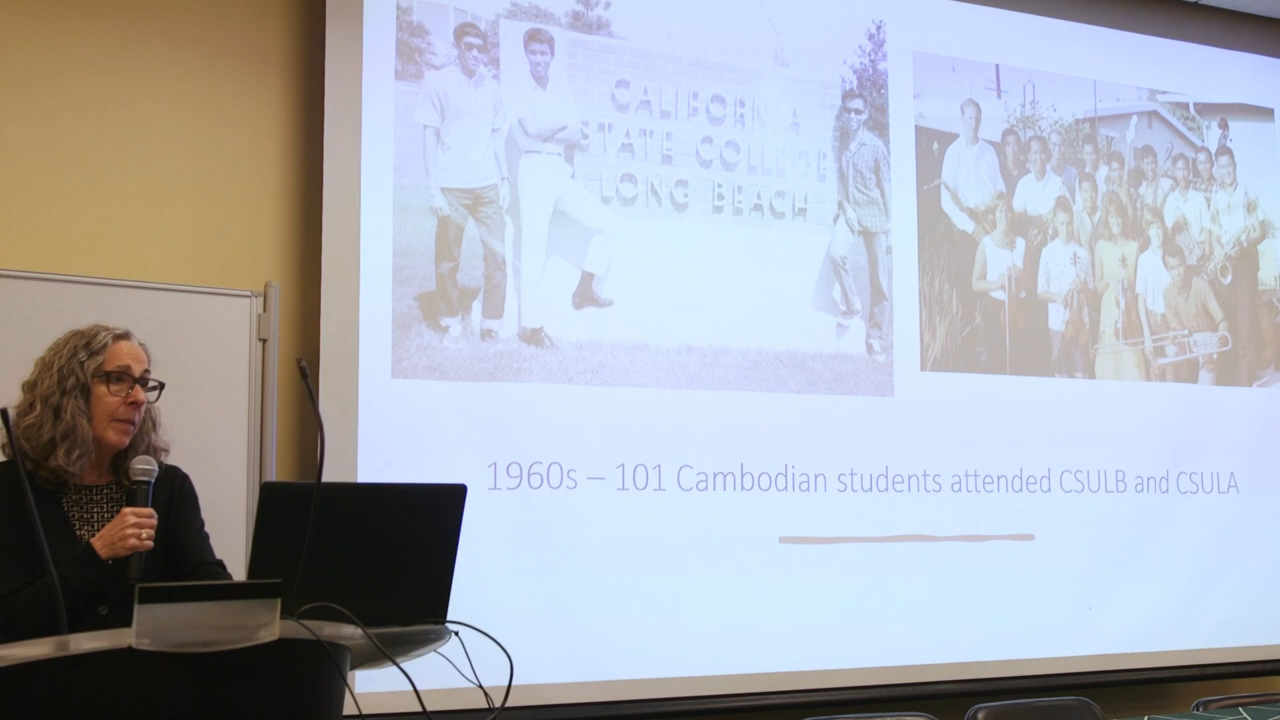 CALIFORNIA
STATE COLLEGE
LONG BEACH
1960s – 101 Cambodian students attended CSULB and CSULA